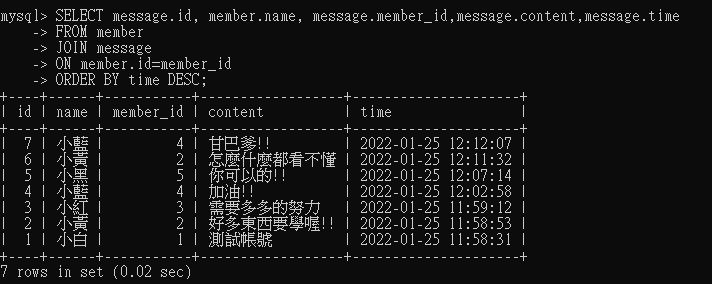 mysql> SELECT message.id, member.name, message.member_id,message.content,message.time
    -> FROM member
    -> JOIN message
    -> ON member.id=member_id
    -> ORDER BY time DESC;
+----+------+-----------+------------------+---------------------+
| id | name | member_id | content          | time                |
+----+------+-----------+------------------+---------------------+
|  7 | 小藍 |         4 | 甘巴爹!!         | 2022-01-25 12:12:07 |
|  6 | 小黃 |         2 | 怎麼什麼都看不懂 | 2022-01-25 12:11:32 |
|  5 | 小黑 |         5 | 你可以的!!       | 2022-01-25 12:07:14 |
|  4 | 小藍 |         4 | 加油!!           | 2022-01-25 12:02:58 |
|  3 | 小紅 |         3 | 需要多多的努力   | 2022-01-25 11:59:12 |
|  2 | 小黃 |         2 | 好多東西要學喔!! | 2022-01-25 11:58:53 |
|  1 | 小白 |         1 | 測試帳號         | 2022-01-25 11:58:31 |
+----+------+-----------+------------------+---------------------+
7 rows in set (0.02 sec)